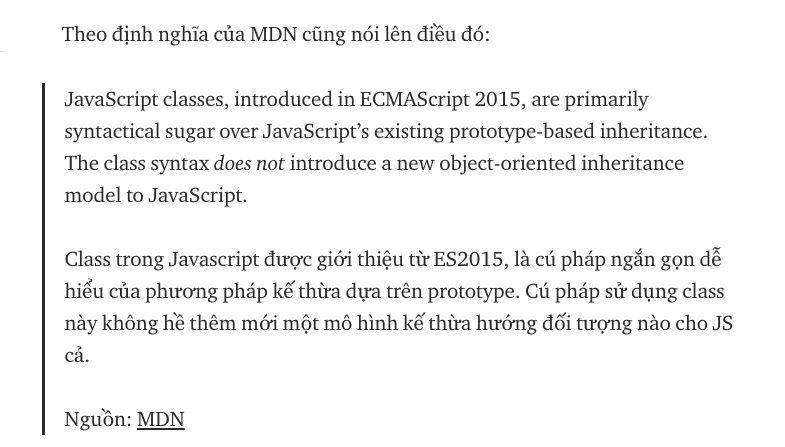 Theo định nghĩa của MDN cũng nói lên điều đó:
JavaScript classes, introduced in ECMAScript 2015, are primarily
syntactical sugar over JavaScript’s existing prototype-based inheritance.
The class syntax does not introduce a new object-oriented inheritance
model to JavaScript.
Class trong Javascript được giới thiệu từ ES2015, là cú pháp ngắn gọn dễ
hiểu của phương pháp kế thừa dựa trên prototype. Cú pháp sử dụng class
này không hề thêm mới một mô hình kế thừa hướng đối tượng nào cho JS
cả.
Nguồn: MDN